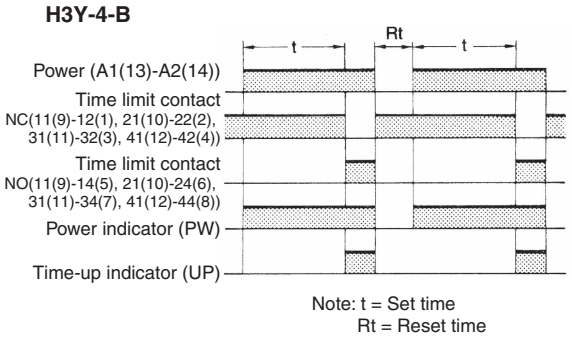 H3Y-4-B
t Rt t
Power (A1(13)-A2(14))
Time limit contact
NC(11(9)-12(1), 21(10)-22(2),
31(11)-32(3), 41(12)-42(4))
Time limit contact
NO(11(9)-14(5), 21(10)-24(6),
31(11)-34(7), 41(12)-44(8))
Power indicator (PW)
Time-up indicator (UP)
Note: t = Set time
Rt = Reset time